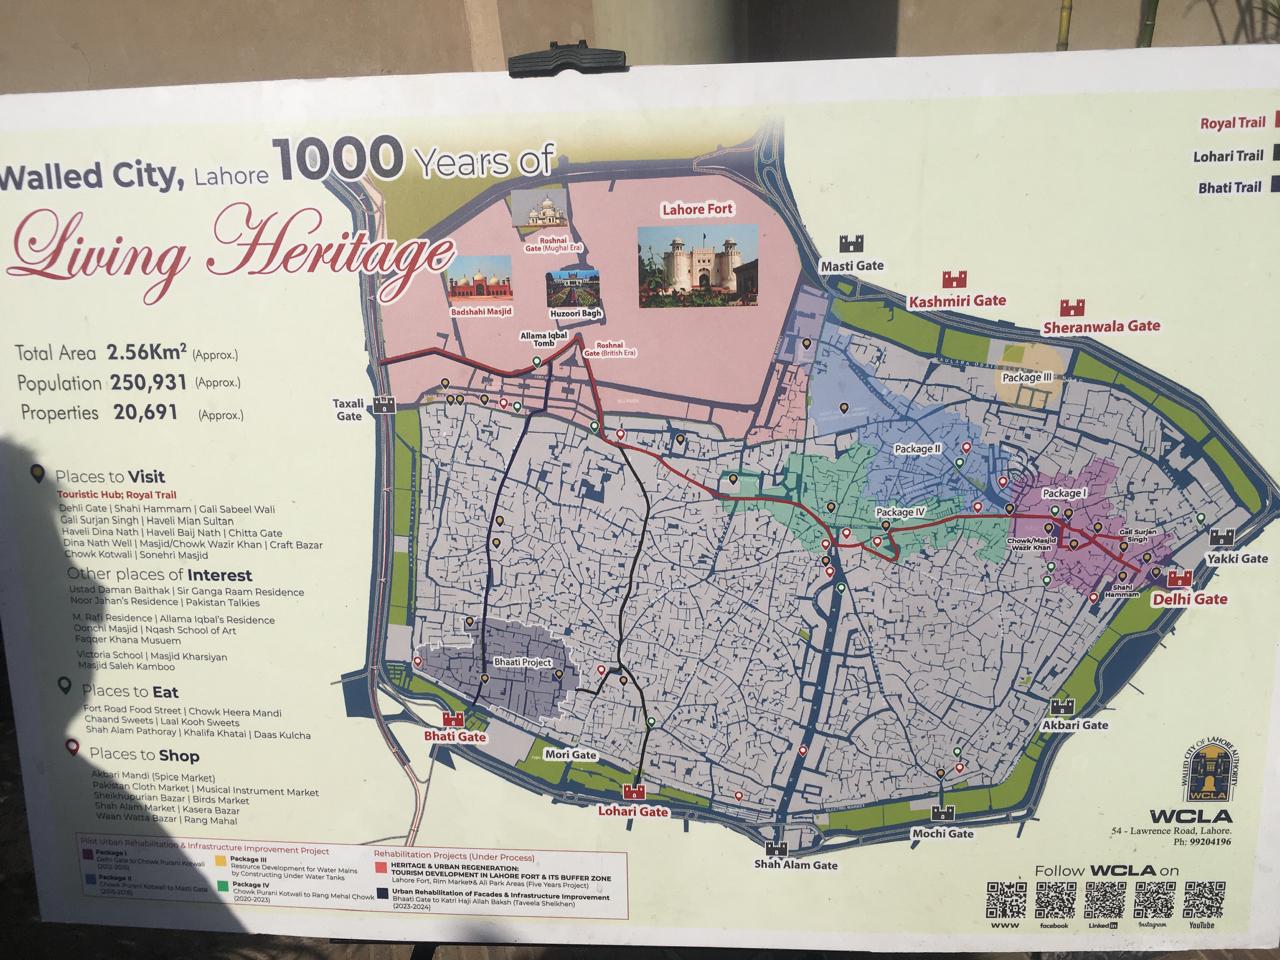 Walled City, Lahore 1000 Years of
Living Heritage
Total Area 2.56Km² (Approx.)
Population 250,931 (Approx.)
Properties 20,691 (Approx.)
Places to Visit
Touristic Hub; Royal Trail
Dehli Gate | Shahi Hammam | Gali Sabeel Wali
Gali Surjan Singh | Haveli Mian Sultan
Haveli Dina Nath | Haveli Baij Nath | Chitta Gate
Dina Nath Well | Masjid/Chowk Wazir Khan | Craft Bazar
Chowk Kotwali | Sonehri Masjid
Other places of Interest
Ustad Daman Baithak | Sir Ganga Raam Residence
Noor Jahan's Residence | Pakistan Talkies
M. Rafi Residence | Allama Iqbal's Residence
Oonchi Masjid | Nqash School of Art
Faqeer Khana Musuem
Victoria School | Masjid Kharsiyan
Masjid Saleh Kamboo
Places to Eat
Fort Road Food Street | Chowk Heera Mandi
Chaand Sweets | Laal Kooh Sweets
Shah Alam Pathoray | Khalifa Khatai | Daas Kulcha
Places to Shop
Akbari Mandi (Spice Market)
Pakistan Cloth Market | Musical Instrument Market
Sheikhupurian Bazar | Birds Market
Shah Alam Market | Kasera Bazar
Waan Watta Bazar | Rang Mahal
Royal Trail
Lohari Trail
Bhati Trail
Lahore Fort
Roshnai
Gate (Mughal Era)
Badshahi Masjid
Huzoori Bagh
Allama Iqbal
Tomb
Roshnai
Gate (British Era)
Masti Gate
Kashmiri Gate
Sheranwala Gate
Taxali
Gate
Package III
Package II
Package I
Package IV
Gali Surjan
Singh
Chowk/Masjid
Wazir Khan
Shahi
Hammam
Yakki Gate
Delhi Gate
Bhaati Project
Akbari Gate
Bhati Gate
Mori Gate
Lohari Gate
Mochi Gate
Shah Alam Gate
Pilot Urban Rehabilitation & Infrastructure Improvement Project
Package I
Delhi Gate to Chowk Purani Kotwali
Package II
Chowk Purani Kotwali to Masti Gate
Package III
Resource Development for Water Mains
by Constructing Under Water Tanks
Package IV
Chowk Purani Kotwali to Rang Mehal Chowk
(2020-2023)
Rehabilitation Projects (Under Process)
HERITAGE & URBAN REGENERATION:
TOURISM DEVELOPMENT IN LAHORE FORT & ITS BUFFER ZONE
Lahore Fort, Rim Market & Ali Park Areas (Five Years Project)
Urban Rehabilitation of Facades & Infrastructure Improvement
Bhaati Gate to Katri Haji Allah Baksh (Taveela Sheikhen)
(2023-2024)
WALLED CITY OF LAHORE AUTHORITY
WCLA
WCLA
54 - Lawrence Road, Lahore.
Ph: 99204196
Follow WCLA on
www
facebook
Linkedin
Instagram
YouTube